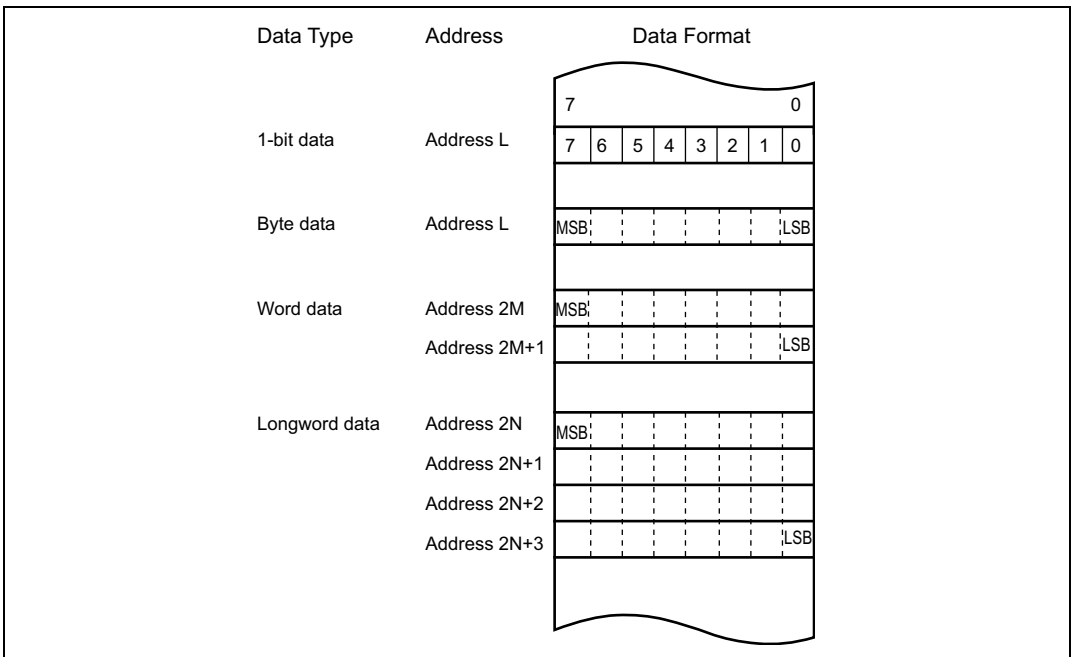 Data Type Address Data Format
7 0
1-bit data Address L 7 6 5 4 3 2 1 0
Byte data Address L MSB LSB
Word data Address 2M MSB
Address 2M+1 LSB
Longword data Address 2N MSB
Address 2N+1
Address 2N+2
Address 2N+3 LSB